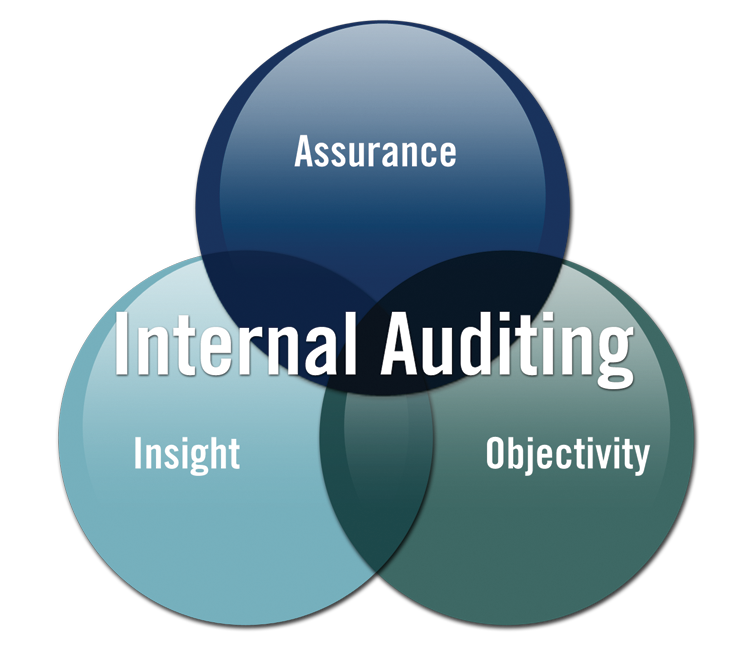 Assurance
Internal Auditing
Insight
Objectivity